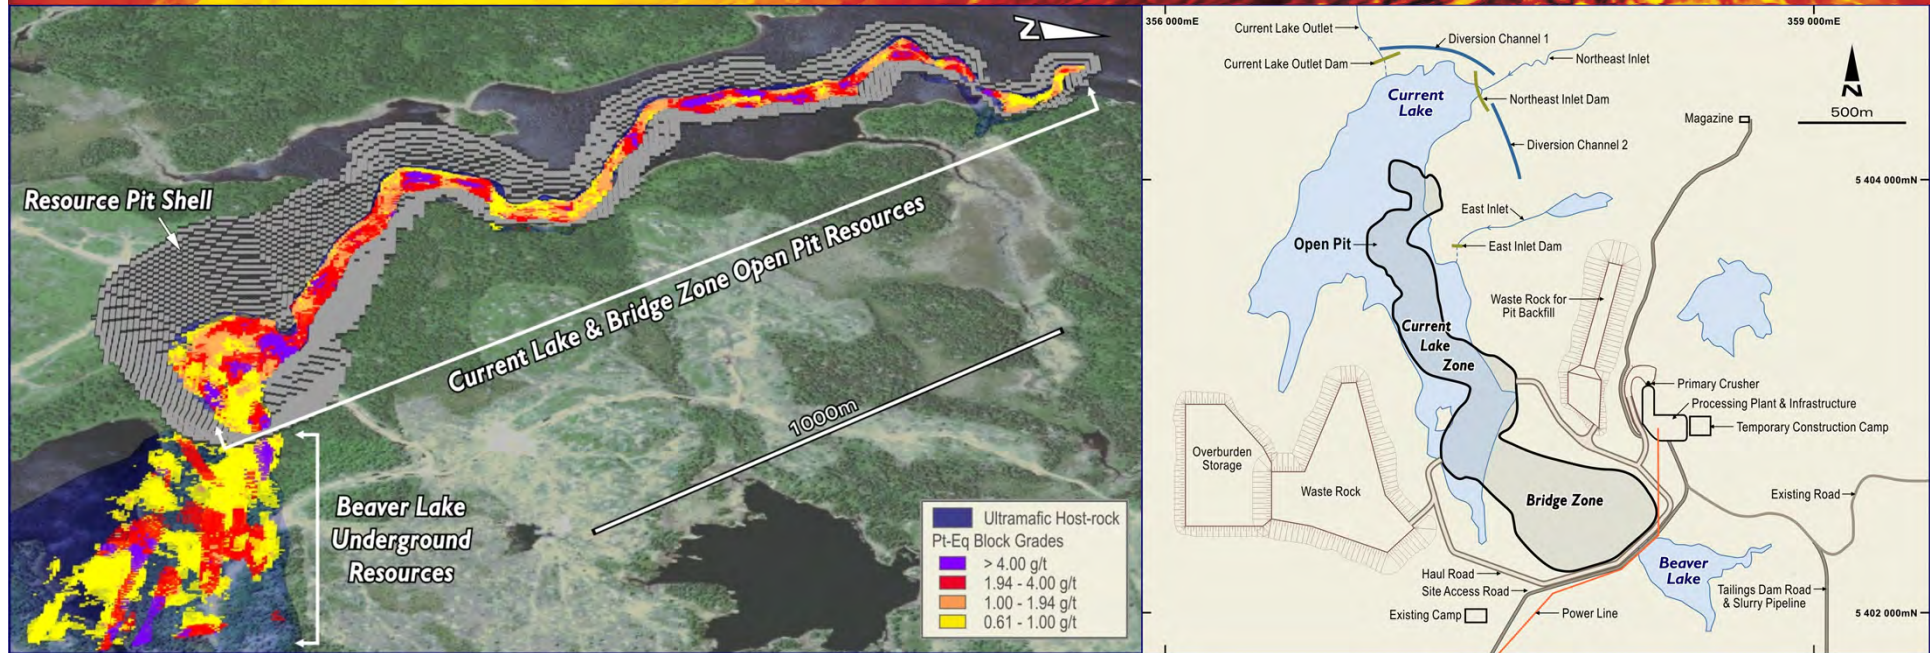 N
Resource Pit Shell
Current Lake & Bridge Zone Open Pit Resources
1000m
Beaver Lake
Underground
Resources
Ultramafic Host-rock
Pt-Eq Block Grades
> 4.00 g/t
1.94 - 4.00 g/t
1.00 - 1.94 g/t
0.61 - 1.00 g/t
356 000mE
359 000mE
Current Lake Outlet
Diversion Channel 1
Current Lake Outlet Dam
Northeast Inlet
Current
Lake
Northeast Inlet Dam
N
500m
Magazine
Diversion Channel 2
5 404 000mN
East Inlet
Open Pit
East Inlet Dam
Waste Rock for
Pit Backfill
Current
Lake
Zone
Primary Crusher
Processing Plant & Infrastructure
Temporary Construction Camp
Overburden
Storage
Waste Rock
Bridge Zone
Existing Road
Beaver
Lake
Haul Road
Site Access Road
Tailings Dam Road
& Slurry Pipeline
Existing Camp
Power Line
5 402 000mN